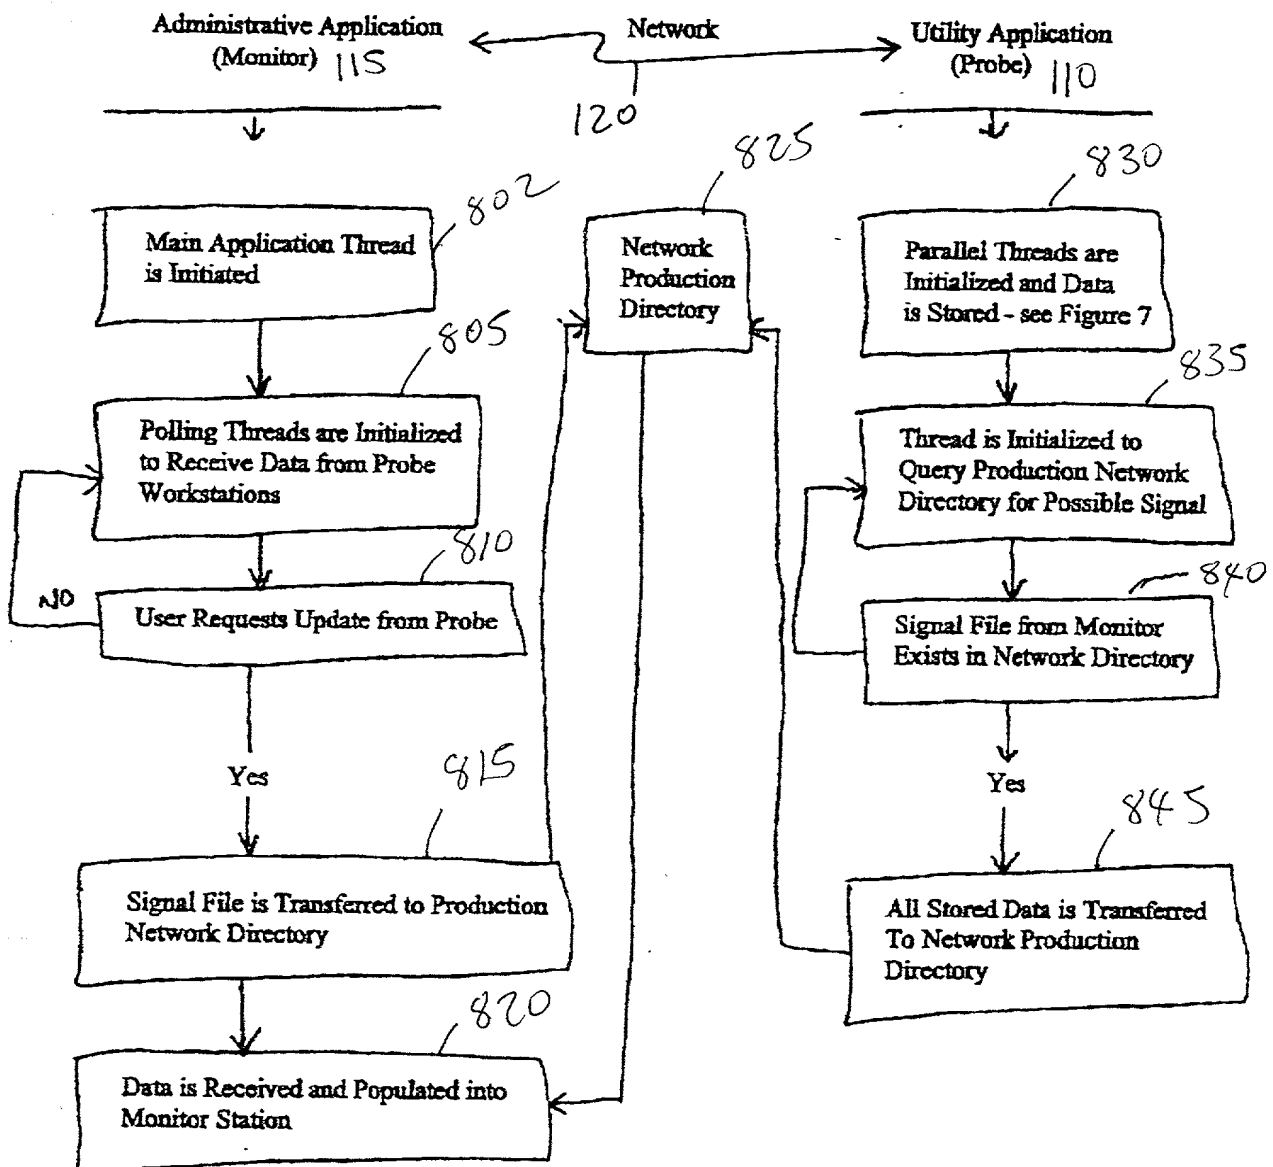 Administrative Application
(Monitor) 115
Network
120
Utility Application
(Probe) 110
802
Main Application Thread
is Initiated
805
Polling Threads are Initialized
to Receive Data from Probe
Workstations
810
NO
User Requests Update from Probe
Yes
815
Signal File is Transferred to Production
Network Directory
820
Data is Received and Populated into
Monitor Station
825
Network
Production
Directory
830
Parallel Threads are
Initialized and Data
is Stored - see Figure 7
835
Thread is Initialized to
Query Production Network
Directory for Possible Signal
840
Signal File from Monitor
Exists in Network Directory
Yes
845
All Stored Data is Transferred
To Network Production
Directory